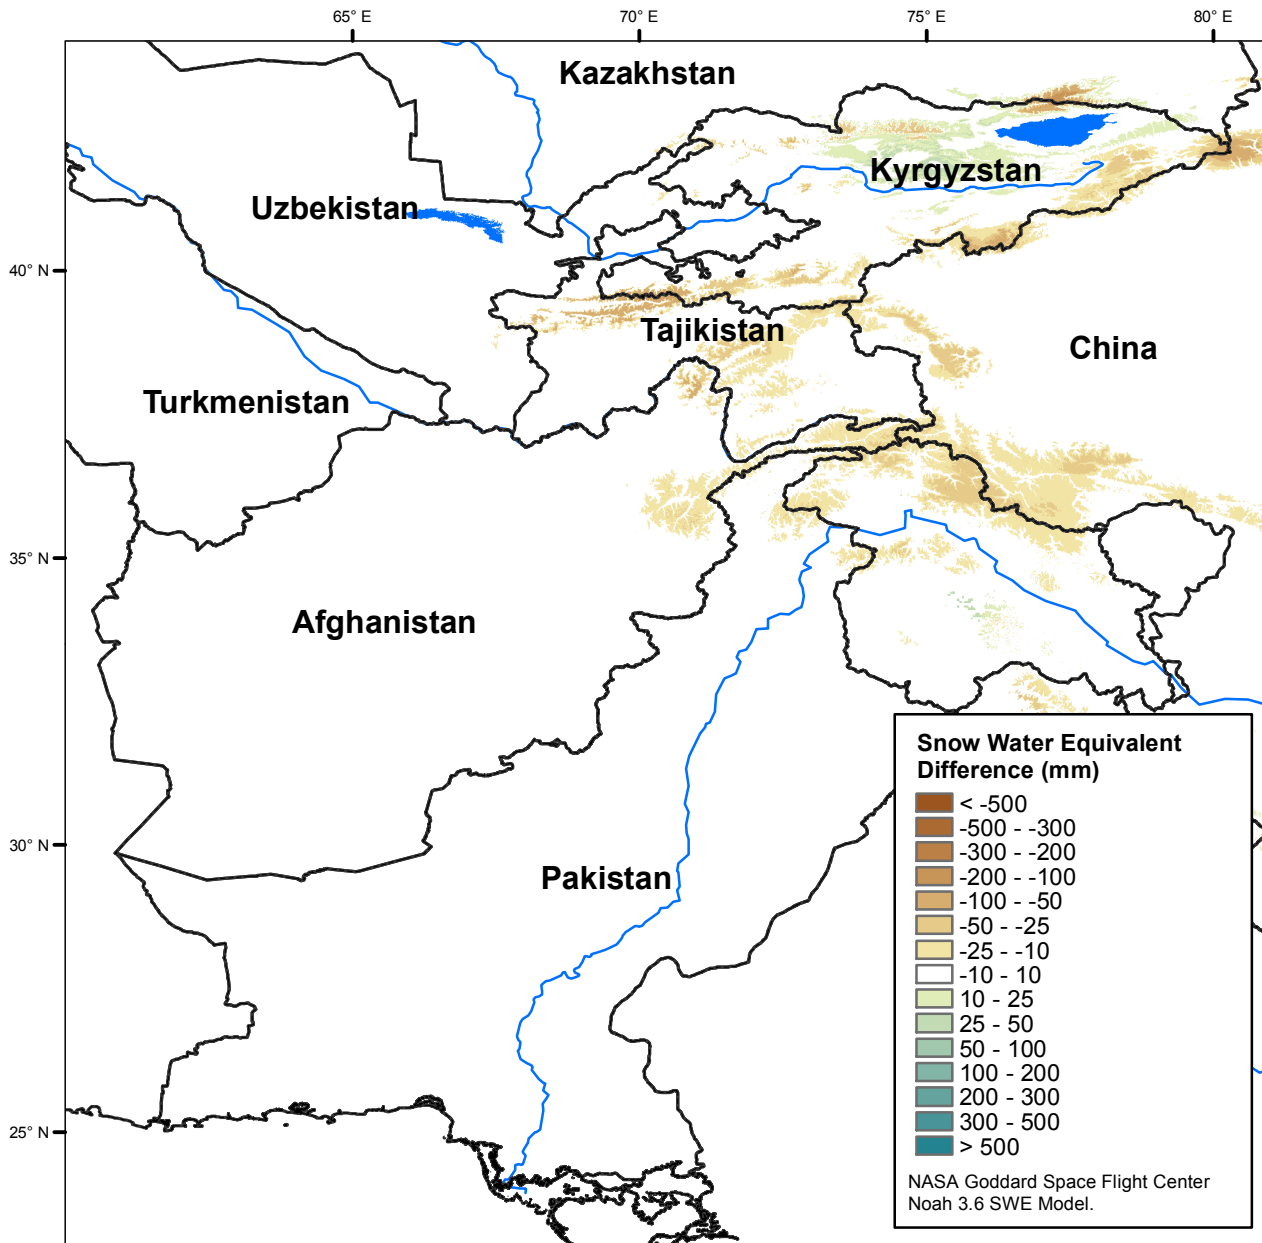 65° E
70° E
75° E
80° E
Kazakhstan
Kyrgyzstan
Uzbekistan
40° N
Tajikistan
China
Turkmenistan
35° N
Afghanistan
30° N
Pakistan
25° N
Snow Water Equivalent
Difference (mm)
< -500
-500 - -300
-300 - -200
-200 - -100
-100 - -50
-50 - -25
-25 - -10
-10 - 10
10 - 25
25 - 50
50 - 100
100 - 200
200 - 300
300 - 500
> 500
NASA Goddard Space Flight Center
Noah 3.6 SWE Model.